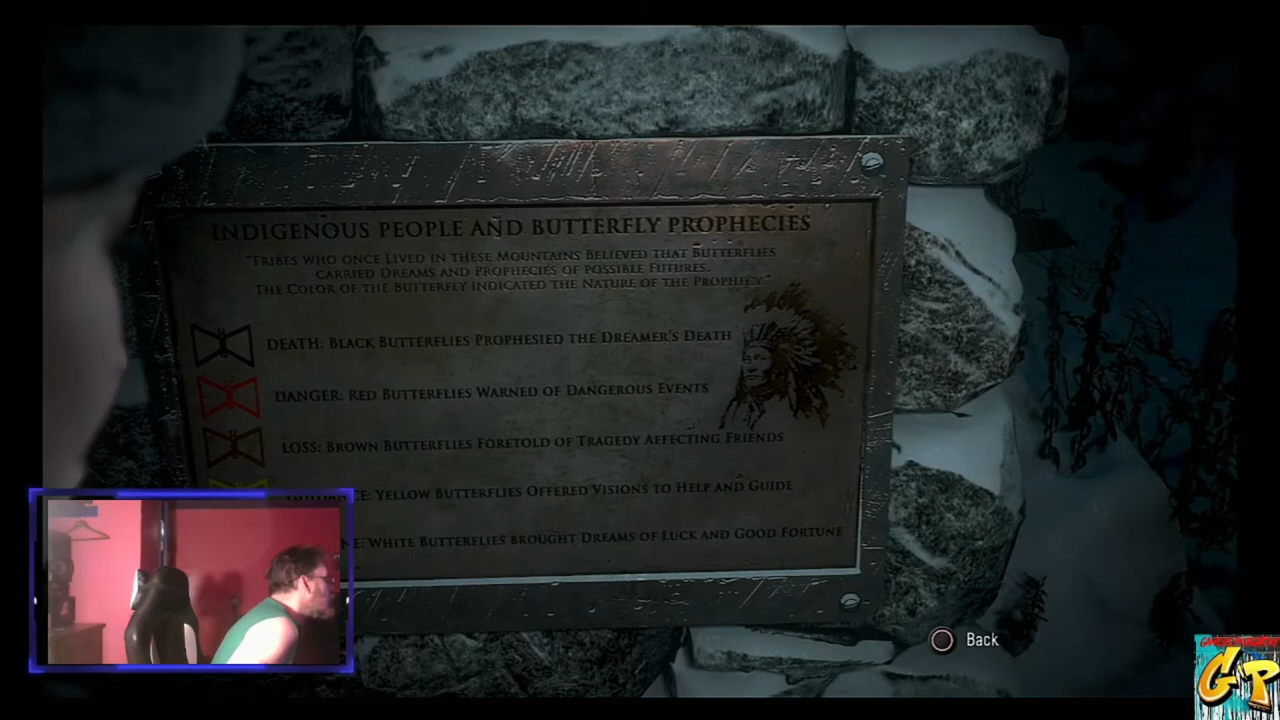 INDIGENOUS PEOPLE AND BUTTERFLY PROPHECIES
"TRIBES WHO ONCE LIVED IN THESE MOUNTAINS BELIEVED THAT BUTTERFLIES
CARRIED DREAMS AND PROPHECIES OF POSSIBLE FUTURES.
THE COLOR OF THE BUTTERFLY INDICATED THE NATURE OF THE PROPHECY."
DEATH: BLACK BUTTERFLIES PROPHESIED THE DREAMER'S DEATH
DANGER: RED BUTTERFLIES WARNED OF DANGEROUS EVENTS
LOSS: BROWN BUTTERFLIES FORETOLD OF TRAGEDY AFFECTING FRIENDS
GUIDANCE: YELLOW BUTTERFLIES OFFERED VISIONS TO HELP AND GUIDE
NE: WHITE BUTTERFLIES BROUGHT DREAMS OF LUCK AND GOOD FORTUNE
Back
GP